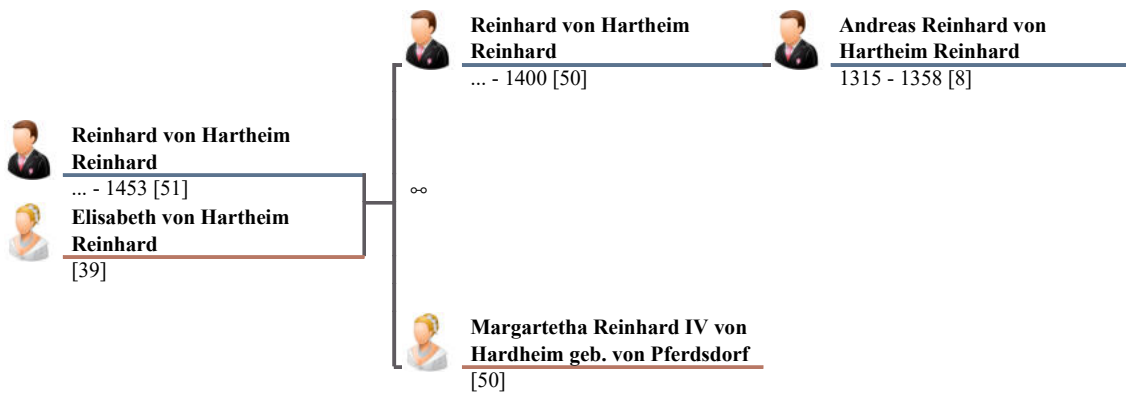 Reinhard von Hartheim
Reinhard
... - 1400 [50]
Andreas Reinhard von
Hartheim Reinhard
1315 - 1358 [8]
Reinhard von Hartheim
Reinhard
... - 1453 [51]
Elisabeth von Hartheim
Reinhard
[39]
Margartetha Reinhard IV von
Hardheim geb. von Pferdsdorf
[50]